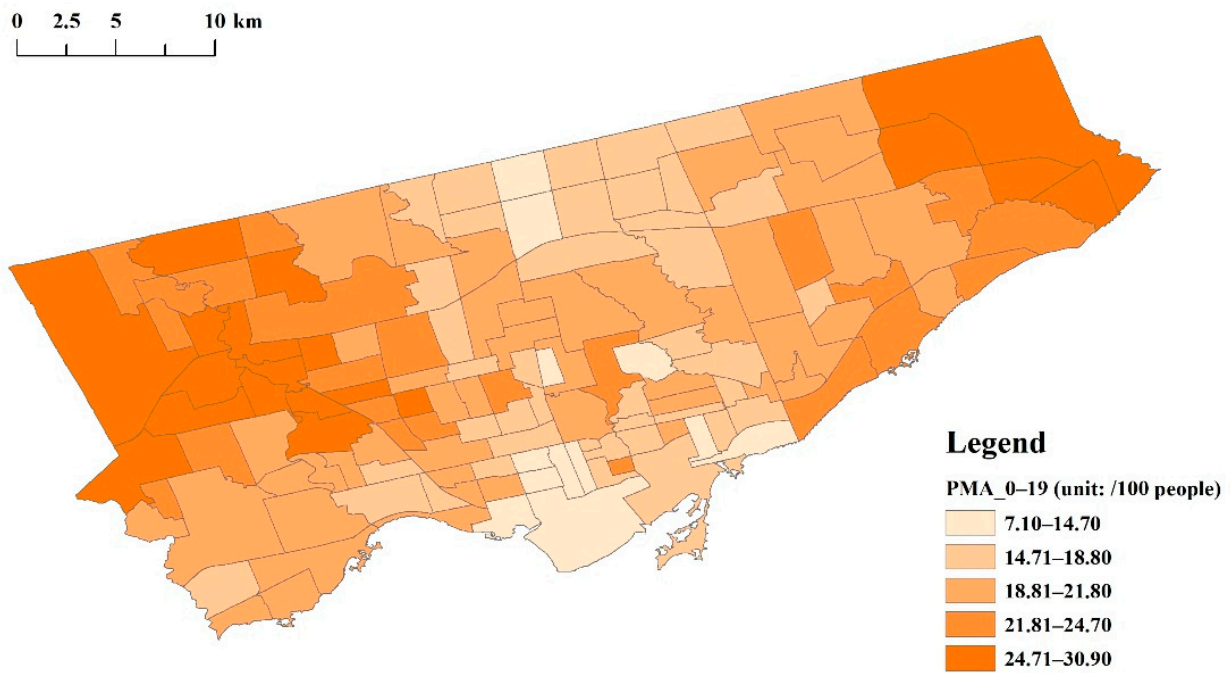 0 2.5 5 10 km
Legend
PMA_0–19 (unit: /100 people)
7.10–14.70
14.71–18.80
18.81–21.80
21.81–24.70
24.71–30.90